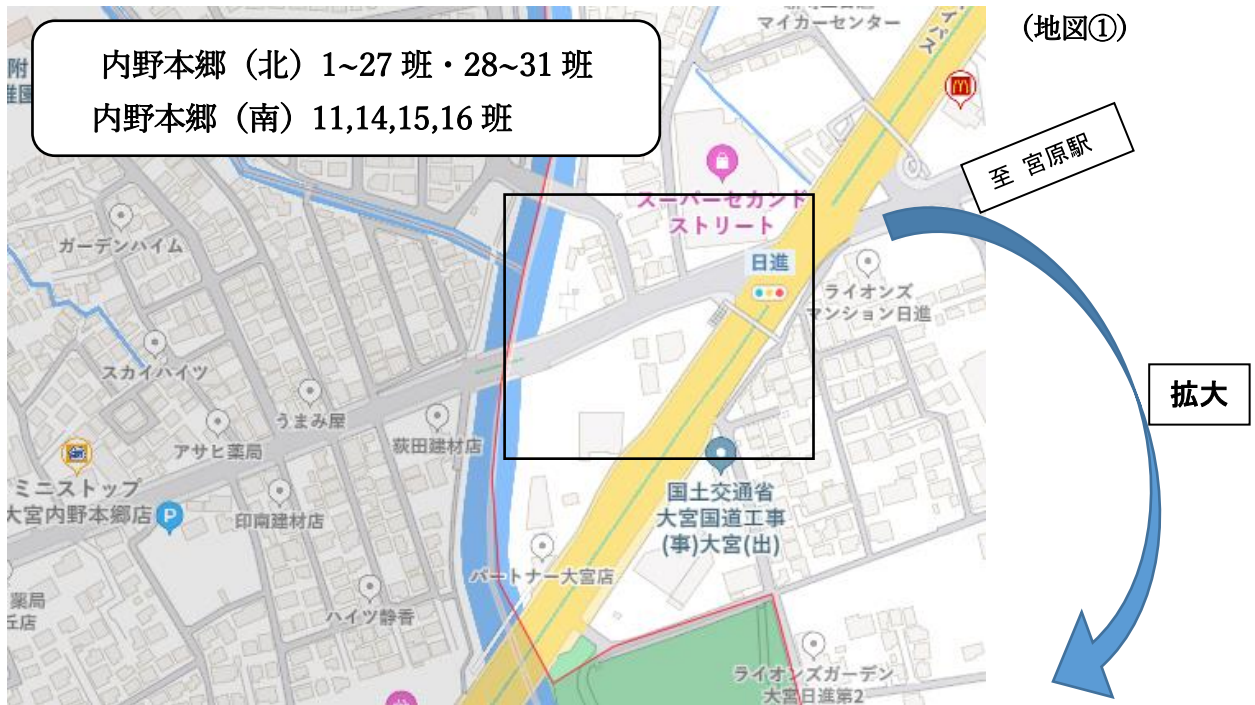 (地図①)
内野本郷（北）1~27 班・28~31 班
内野本郷（南）11,14,15,16 班
マイカーセンター
イパス
附
至 宮原駅
スーパーセカンド
ストリート
日進
ガーデンハイム
ライオンズ
マンション日進
スカイハイツ
拡大
うまみ屋
アサヒ薬局
荻田建材店
ミニストップ
大宮内野本郷店
P
印南建材店
国土交通省
大宮国道工事
(事)大宮(出)
パートナー大宮店
薬局
丘店
ハイツ静香
ライオンズガーデン
大宮日進第2